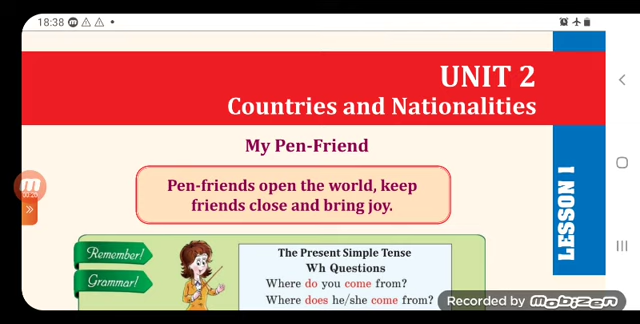 18:38
UNIT 2
Countries and Nationalities
My Pen-Friend
Pen-friends open the world, keep
friends close and bring joy.
LESSON 1
Remember!
Grammar!
The Present Simple Tense
Wh Questions
Where do you come from?
Where does he/she come from?
00:20
Recorded by Mobizen